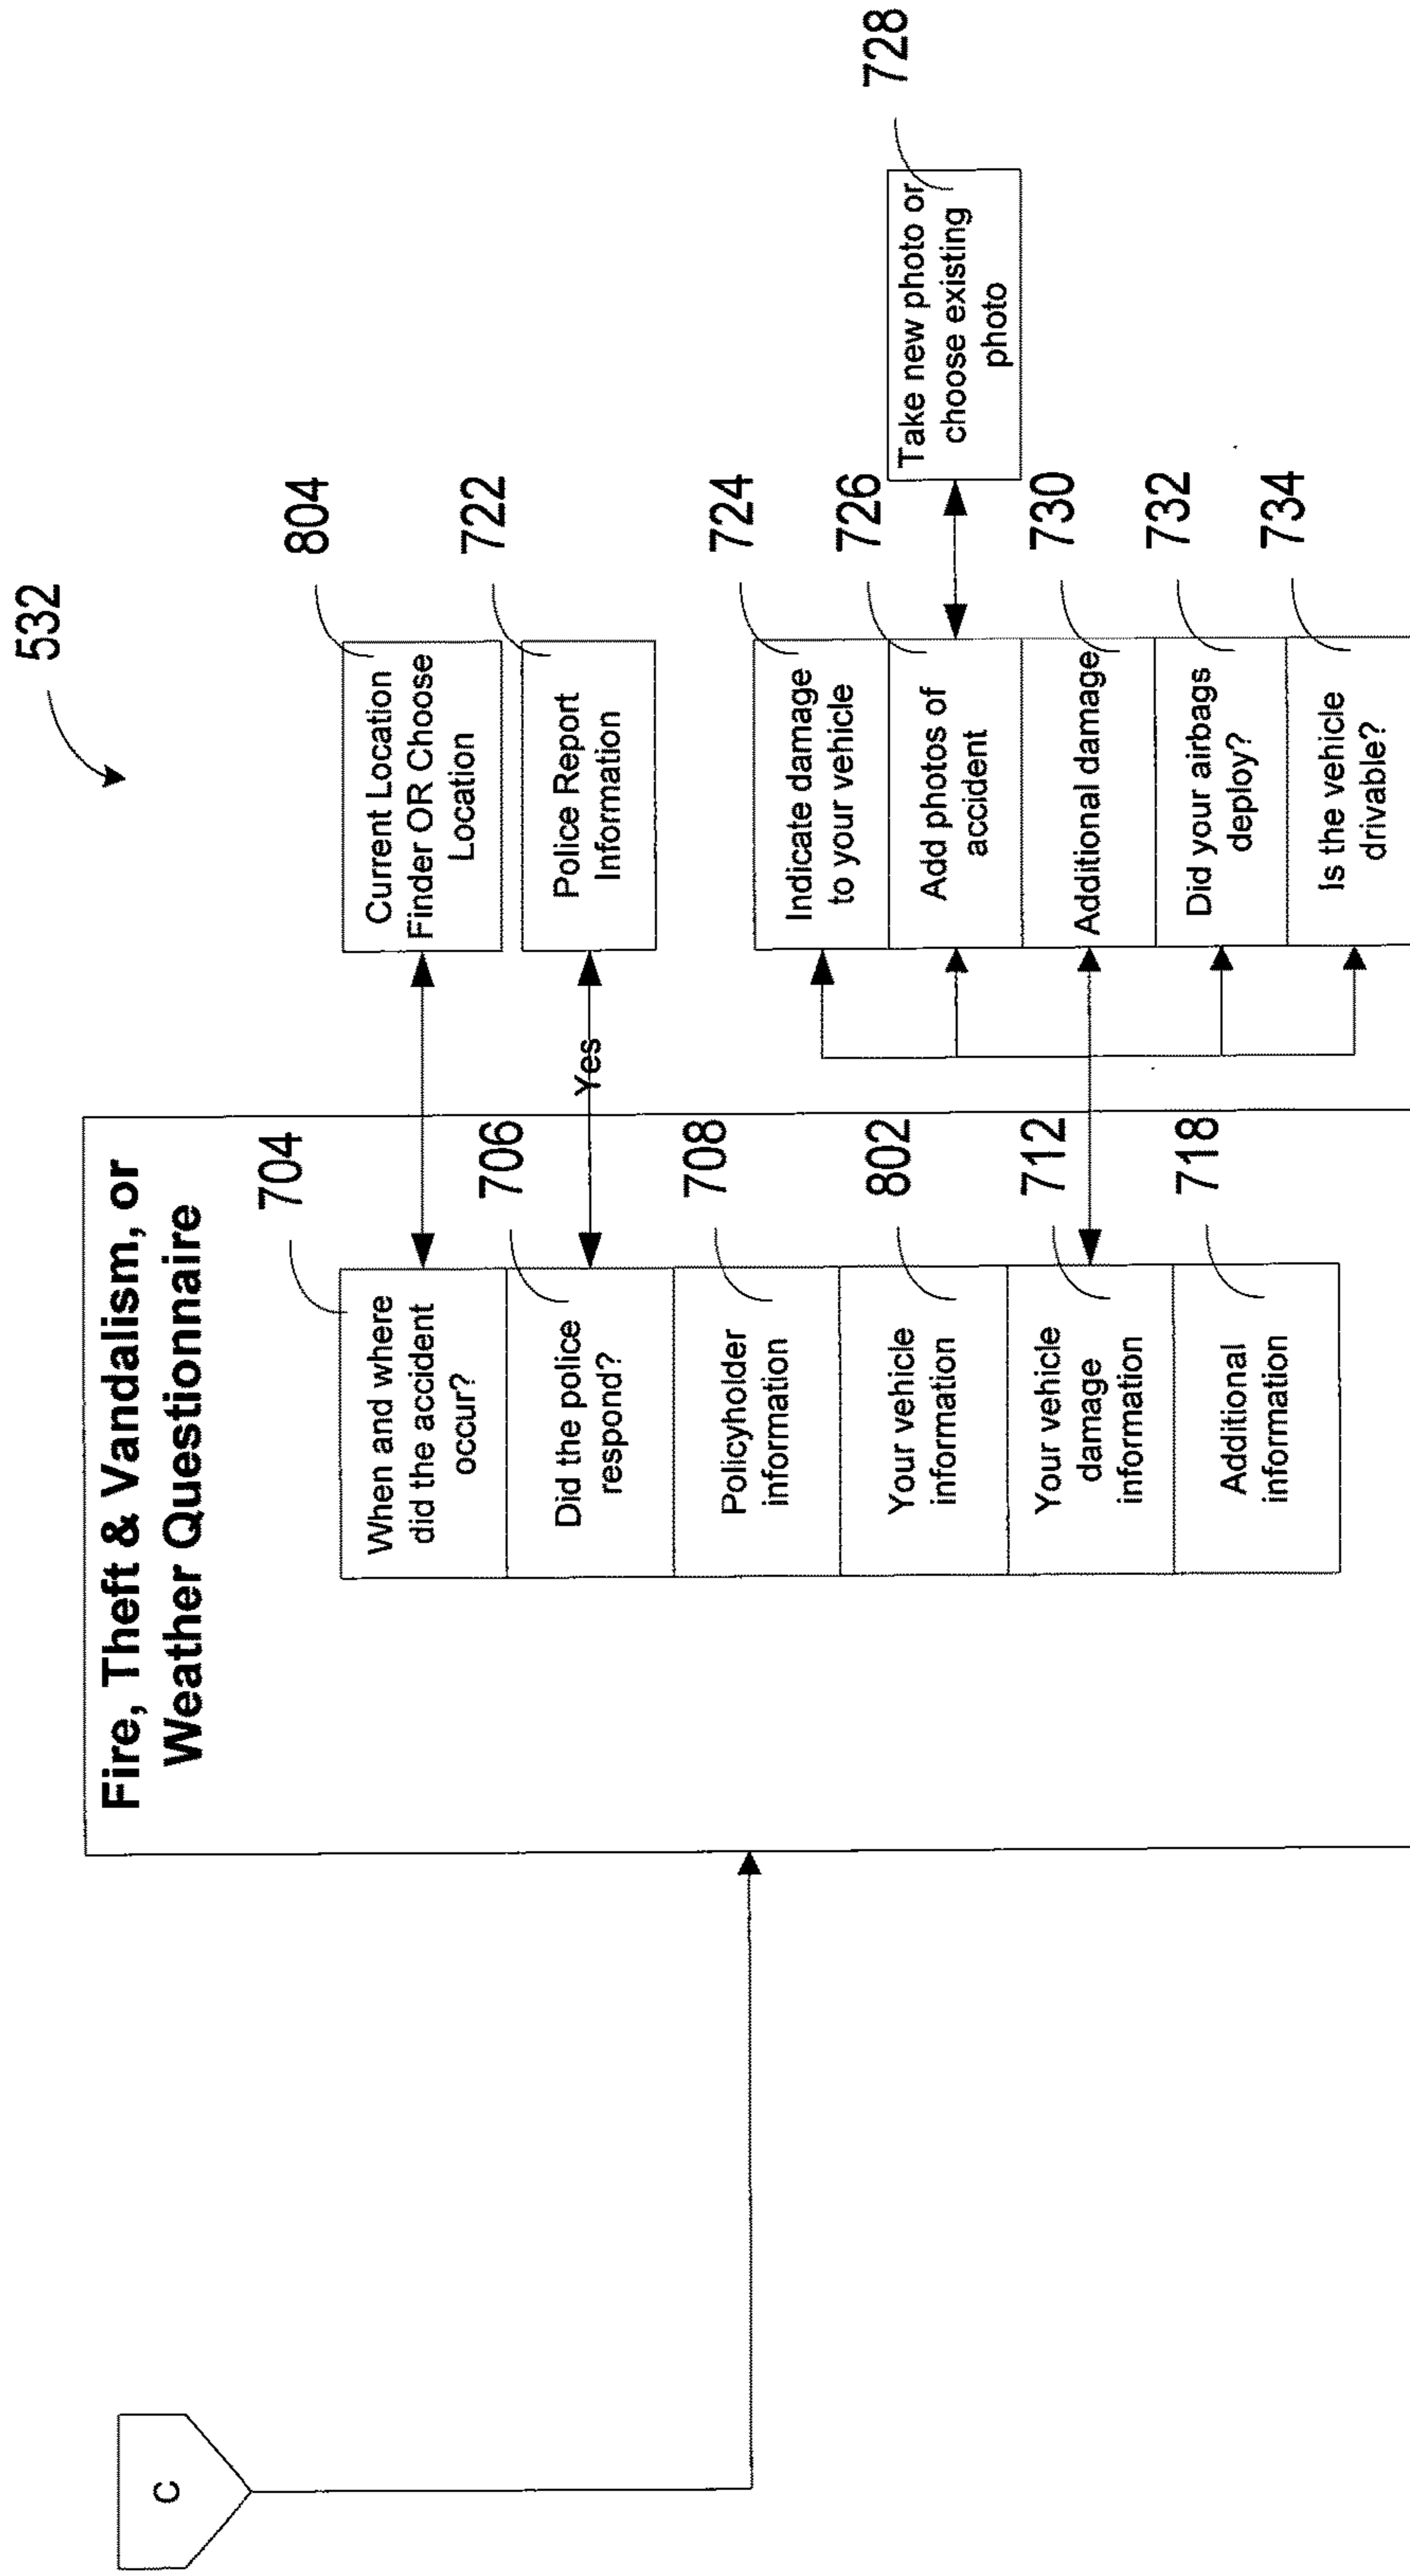 532
C
Fire, Theft & Vandalism, or
Weather Questionnaire
704
When and where
did the accident
occur?
706
Did the police
respond?
708
Policyholder
information
802
Your vehicle
information
712
Your vehicle
damage
information
718
Additional
information
804
Current Location
Finder OR Choose
Location
Yes
722
Police Report
Information
724
Indicate damage
to your vehicle
726
Add photos of
accident
728
Take new photo or
choose existing
photo
730
Additional damage
732
Did your airbags
deploy?
734
Is the vehicle
drivable?